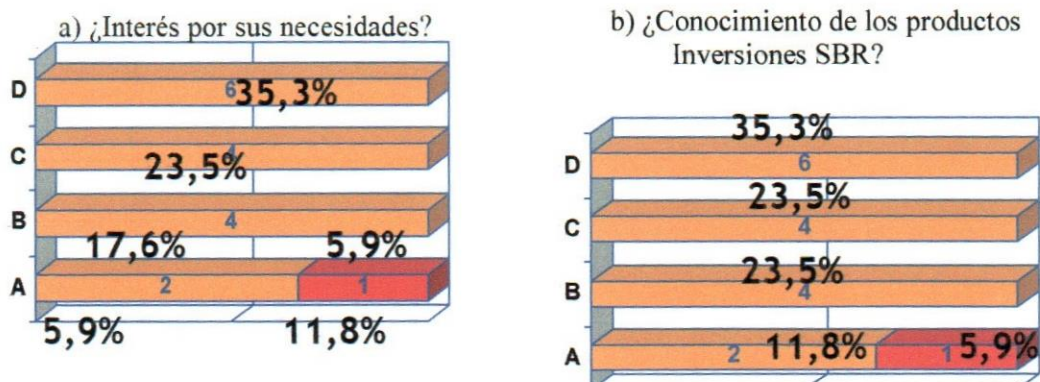 a) ¿Interés por sus necesidades?
D 6 35,3%
C 4 23,5%
B 4
17,6% 5,9%
A 2 1
5,9% 11,8%
b) ¿Conocimiento de los productos
Inversiones SBR?
35,3%
D 6
23,5%
C 4
23,5%
B 4
A 2 11,8% 1 5,9%